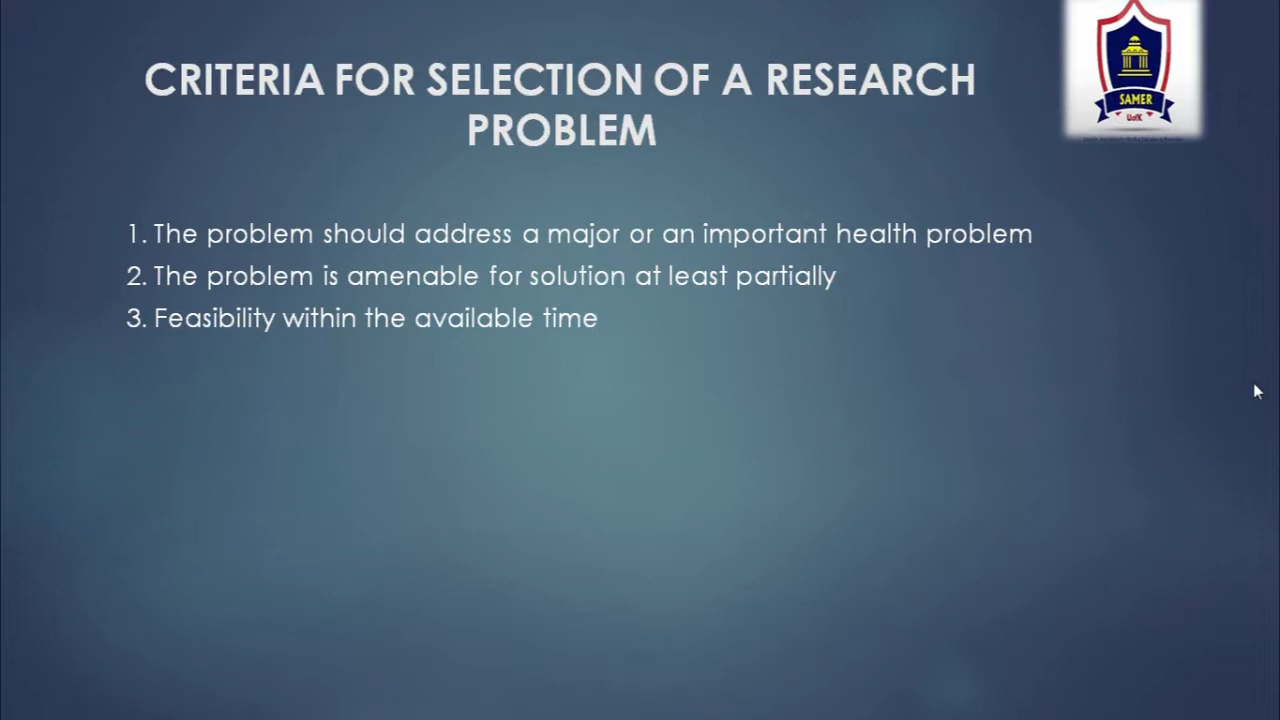 CRITERIA FOR SELECTION OF A RESEARCH
PROBLEM
SAMER
UofK
1. The problem should address a major or an important health problem
2. The problem is amenable for solution at least partially
3. Feasibility within the available time